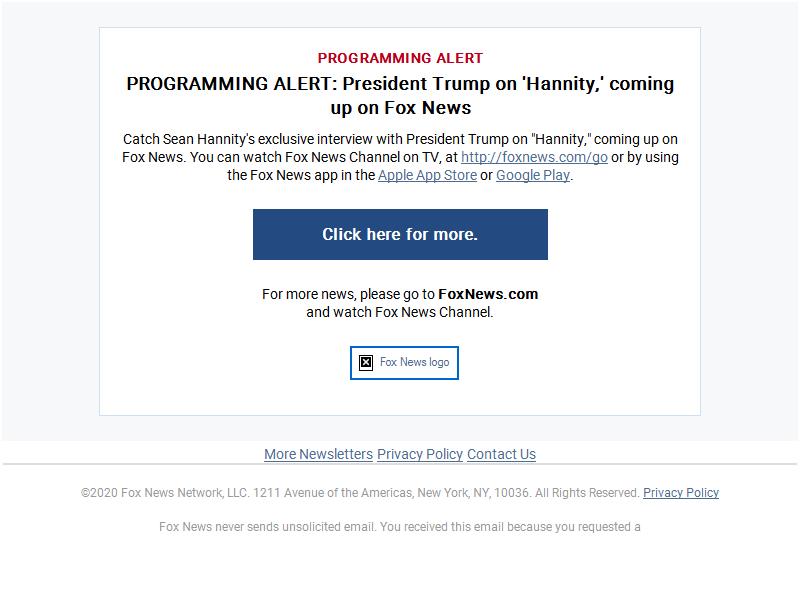 PROGRAMMING ALERT
PROGRAMMING ALERT: President Trump on 'Hannity,' coming
up on Fox News
Catch Sean Hannity's exclusive interview with President Trump on "Hannity," coming up on
Fox News. You can watch Fox News Channel on TV, at http://foxnews.com/go or by using
the Fox News app in the Apple App Store or Google Play.
Click here for more.
For more news, please go to FoxNews.com
and watch Fox News Channel.
Fox News logo
More Newsletters Privacy Policy Contact Us
©2020 Fox News Network, LLC. 1211 Avenue of the Americas, New York, NY, 10036. All Rights Reserved. Privacy Policy
Fox News never sends unsolicited email. You received this email because you requested a